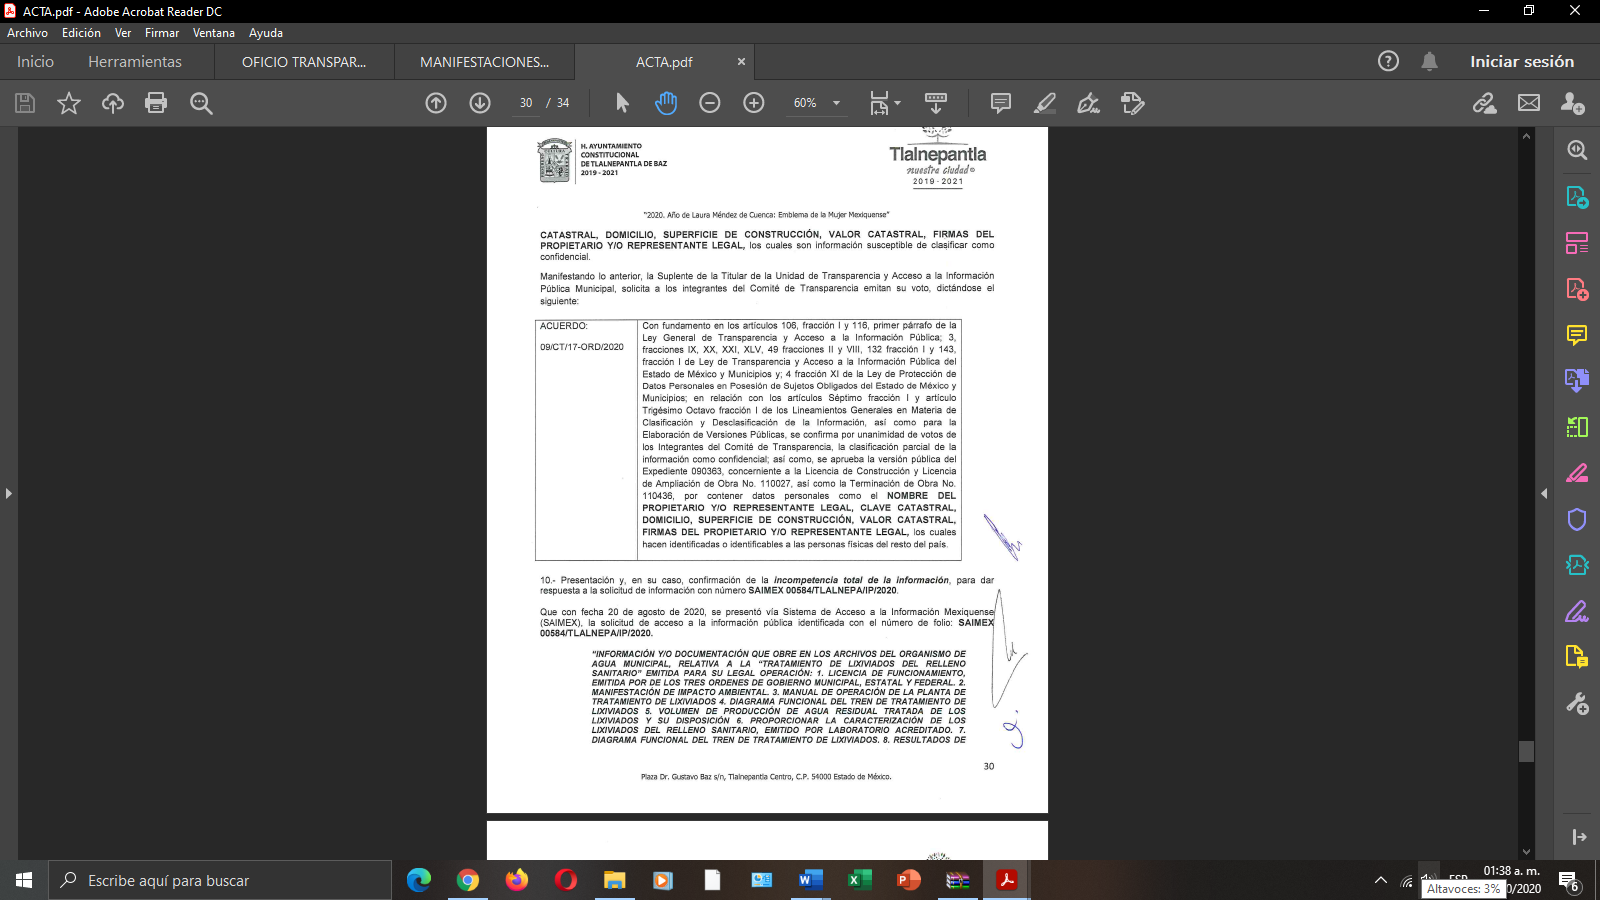 ACTA.pdf - Adobe Acrobat Reader DC
Archivo Edición Ver Firmar Ventana Ayuda
Inicio Herramientas OFICIO TRANSPAR... MANIFESTACIONES... ACTA.pdf × Iniciar sesión
30 / 34 60%
H. AYUNTAMIENTO
CONSTITUCIONAL
DE TLALNEPANTLA DE BAZ
2019 - 2021
Tlalnepantla
nuestra ciudad®
2019 - 2021
"2020. Año de Laura Méndez de Cuenca: Emblema de la Mujer Mexiquense"
CATASTRAL, DOMICILIO, SUPERFICIE DE CONSTRUCCIÓN, VALOR CATASTRAL, FIRMAS DEL
PROPIETARIO Y/O REPRESENTANTE LEGAL, los cuales son información susceptible de clasificar como
confidencial.
Manifestando lo anterior, la Suplente de la Titular de la Unidad de Transparencia y Acceso a la Información
Pública Municipal, solicita a los integrantes del Comité de Transparencia emitan su voto, dictándose el
siguiente:
ACUERDO:
09/CT/17-ORD/2020
Con fundamento en los artículos 106, fracción I y 116, primer párrafo de la
Ley General de Transparencia y Acceso a la Información Pública; 3,
fracciones IX, XX, XXI, XLV, 49 fracciones II y VIII, 132 fracción I y 143,
fracción I de Ley de Transparencia y Acceso a la Información Pública del
Estado de México y Municipios y; 4 fracción XI de la Ley de Protección de
Datos Personales en Posesión de Sujetos Obligados del Estado de México y
Municipios; en relación con los artículos Séptimo fracción I y artículo
Trigésimo Octavo fracción I de los Lineamientos Generales en Materia de
Clasificación y Desclasificación de la Información, así como para la
Elaboración de Versiones Públicas, se confirma por unanimidad de votos de
los Integrantes del Comité de Transparencia, la clasificación parcial de la
información como confidencial; así como, se aprueba la versión pública del
Expediente 090363, concerniente a la Licencia de Construcción y Licencia
de Ampliación de Obra No. 110027, así como la Terminación de Obra No.
110436, por contener datos personales como el NOMBRE DEL
PROPIETARIO Y/O REPRESENTANTE LEGAL, CLAVE CATASTRAL,
DOMICILIO, SUPERFICIE DE CONSTRUCCIÓN, VALOR CATASTRAL,
FIRMAS DEL PROPIETARIO Y/O REPRESENTANTE LEGAL, los cuales
hacen identificadas o identificables a las personas físicas del resto del país.
10.- Presentación y, en su caso, confirmación de la incompetencia total de la información, para dar
respuesta a la solicitud de información con número SAIMEX 00584/TLALNEPA/IP/2020.
Que con fecha 20 de agosto de 2020, se presentó vía Sistema de Acceso a la Información Mexiquense
(SAIMEX), la solicitud de acceso a la información pública identificada con el número de folio: SAIMEX
00584/TLALNEPA/IP/2020.
"INFORMACIÓN Y/O DOCUMENTACIÓN QUE OBRE EN LOS ARCHIVOS DEL ORGANISMO DE
AGUA MUNICIPAL, RELATIVA A LA "TRATAMIENTO DE LIXIVIADOS DEL RELLENO
SANITARIO" EMITIDA PARA SU LEGAL OPERACIÓN: 1. LICENCIA DE FUNCIONAMIENTO,
EMITIDA POR DE LOS TRES ORDENES DE GOBIERNO MUNICIPAL, ESTATAL Y FEDERAL. 2.
MANIFESTACIÓN DE IMPACTO AMBIENTAL. 3. MANUAL DE OPERACIÓN DE LA PLANTA DE
TRATAMIENTO DE LIXIVIADOS 4. DIAGRAMA FUNCIONAL DEL TREN DE TRATAMIENTO DE
LIXIVIADOS 5. VOLUMEN DE PRODUCCIÓN DE AGUA RESIDUAL TRATADA DE LOS
LIXIVIADOS Y SU DISPOSICIÓN 6. PROPORCIONAR LA CARACTERIZACIÓN DE LOS
LIXIVIADOS DEL RELLENO SANITARIO, EMITIDO POR LABORATORIO ACREDITADO. 7.
DIAGRAMA FUNCIONAL DEL TREN DE TRATAMIENTO DE LIXIVIADOS. 8. RESULTADOS DE
30
Plaza Dr. Gustavo Baz s/n, Tlalnepantla Centro, C.P. 54000 Estado de México.
Escribe aquí para buscar
01:38 a. m.
0/2020
Altavoces: 3%
6